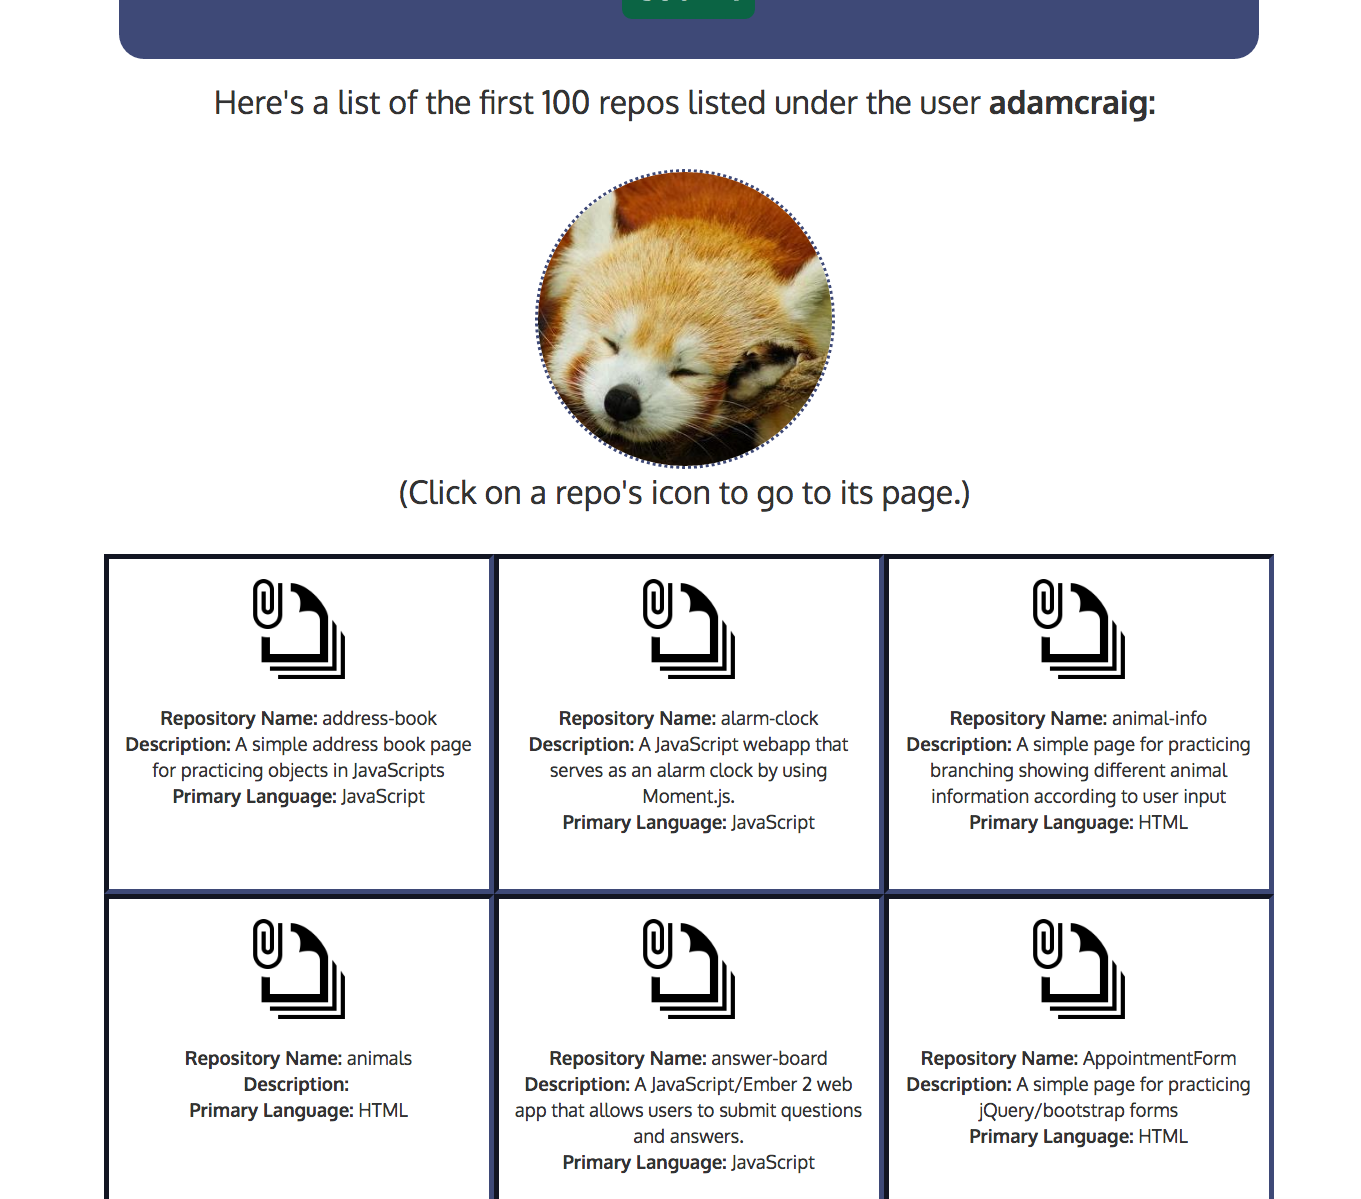 Here's a list of the first 100 repos listed under the user adamcraig:
(Click on a repo's icon to go to its page.)
Repository Name: address-book
Description: A simple address book page
for practicing objects in JavaScripts
Primary Language: JavaScript
Repository Name: alarm-clock
Description: A JavaScript webapp that
serves as an alarm clock by using
Moment.js.
Primary Language: JavaScript
Repository Name: animal-info
Description: A simple page for practicing
branching showing different animal
information according to user input
Primary Language: HTML
Repository Name: animals
Description:
Primary Language: HTML
Repository Name: answer-board
Description: A JavaScript/Ember 2 web
app that allows users to submit questions
and answers.
Primary Language: JavaScript
Repository Name: AppointmentForm
Description: A simple page for practicing
jQuery/bootstrap forms
Primary Language: HTML